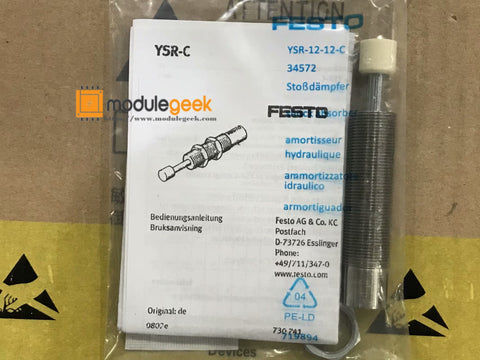 ATTENTION
FESTO
YSR-C
YSR-12-12-C
34572
Stoßdämpfer
modulegeek
www.modulegeek.com
FESTO
amortisseur
hydraulique
ammortizzatore
idraulico
amortiguador
Bedienungsanleitung
Bruksanvisning
Festo AG & Co. KG
Postfach
D-73726 Esslingen
Phone:
+49/711/347-0
www.festo.com
04
PE-LD
Original: de
0802e
730 741
719894
Devices